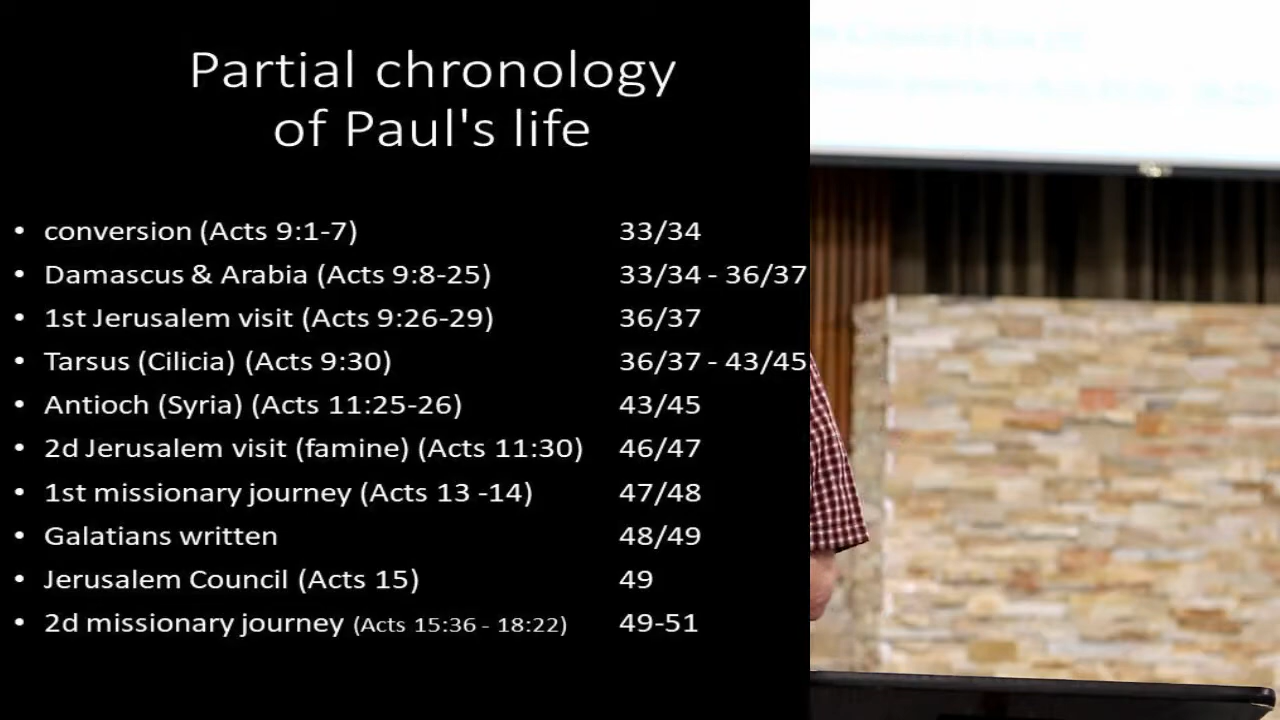 Partial chronology
of Paul's life
• conversion (Acts 9:1-7) 33/34
• Damascus & Arabia (Acts 9:8-25) 33/34 - 36/37
• 1st Jerusalem visit (Acts 9:26-29) 36/37
• Tarsus (Cilicia) (Acts 9:30) 36/37 - 43/45
• Antioch (Syria) (Acts 11:25-26) 43/45
• 2d Jerusalem visit (famine) (Acts 11:30) 46/47
• 1st missionary journey (Acts 13 -14) 47/48
• Galatians written 48/49
• Jerusalem Council (Acts 15) 49
• 2d missionary journey (Acts 15:36 - 18:22) 49-51